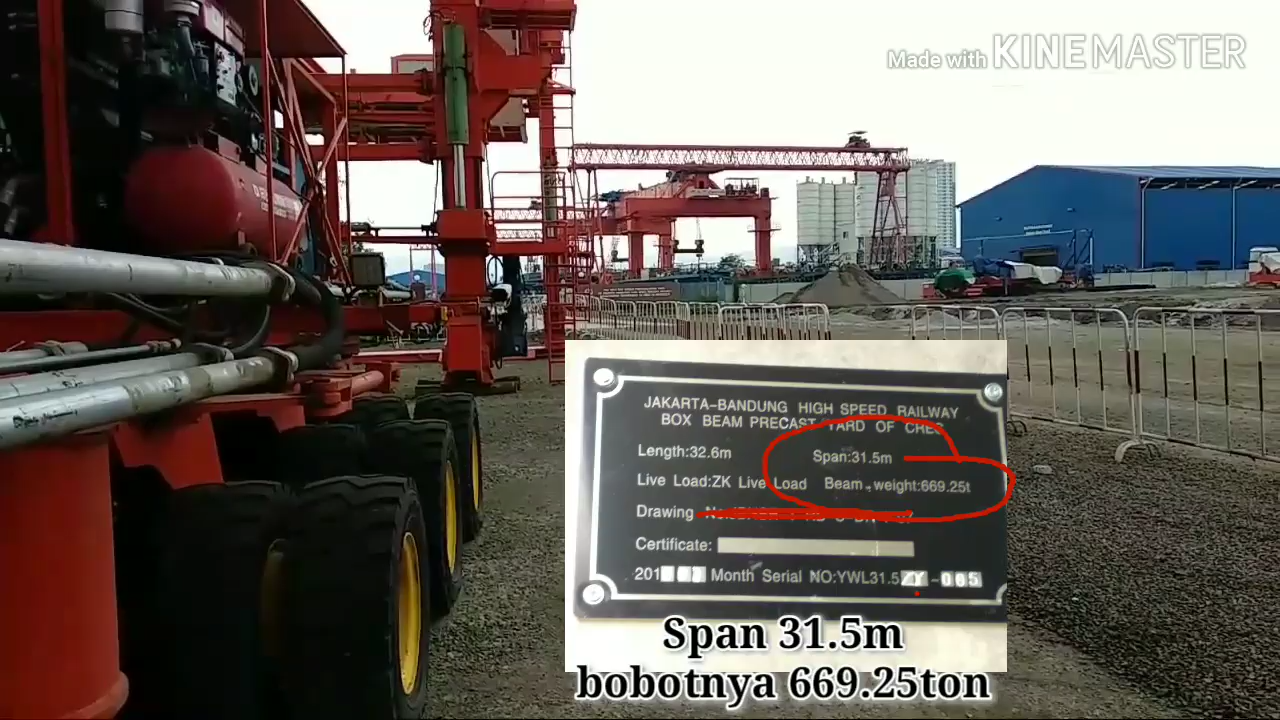 Made with KINEMASTER
JAKARTA-BANDUNG HIGH SPEED RAILWAY
BOX BEAM PRECAST YARD OF CREC
Length:32.6m Span:31.5m
Live Load:ZK Live Load Beam weight:669.25t
Drawing
Certificate:
201 Month Serial NO:YWL31.5ZY-005
Span 31.5m
bobotnya 669.25ton